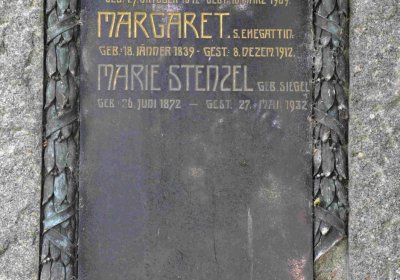 MARGARET. S. EHEGATTIN.
GEB. 18. JÄNNER 1839 - GEST. 8. DEZEM. 1912.
MARIE STENZEL GEB. SIEGEL
GEB. 26. JUNI 1872 — GEST. 27. MAI 1932